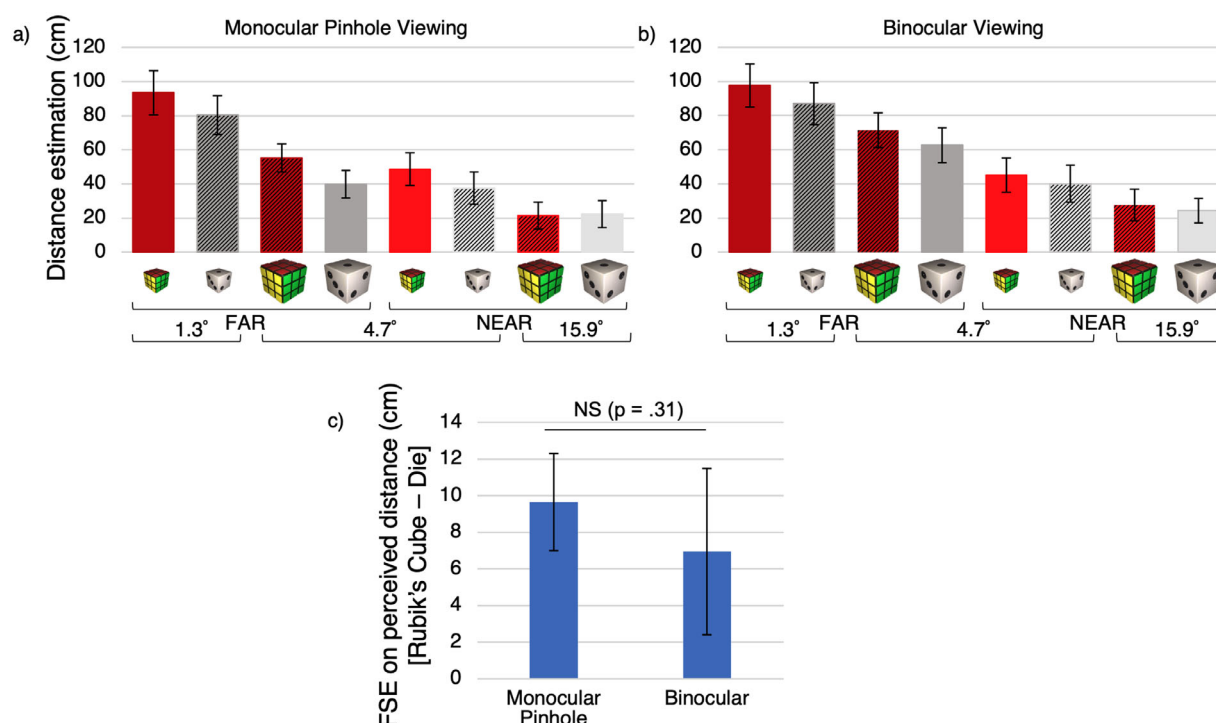 a)
Monocular Pinhole Viewing
Distance estimation (cm)
120
100
80
60
40
20
0
FAR
NEAR
1.3°
4.7°
15.9°
b)
Binocular Viewing
120
100
80
60
40
20
0
FAR
NEAR
1.3°
4.7°
15.9°
c)
FSE on perceived distance (cm)
[Rubik's Cube – Die]
NS (p = .31)
14
12
10
8
6
4
2
0
Monocular
Pinhole
Binocular